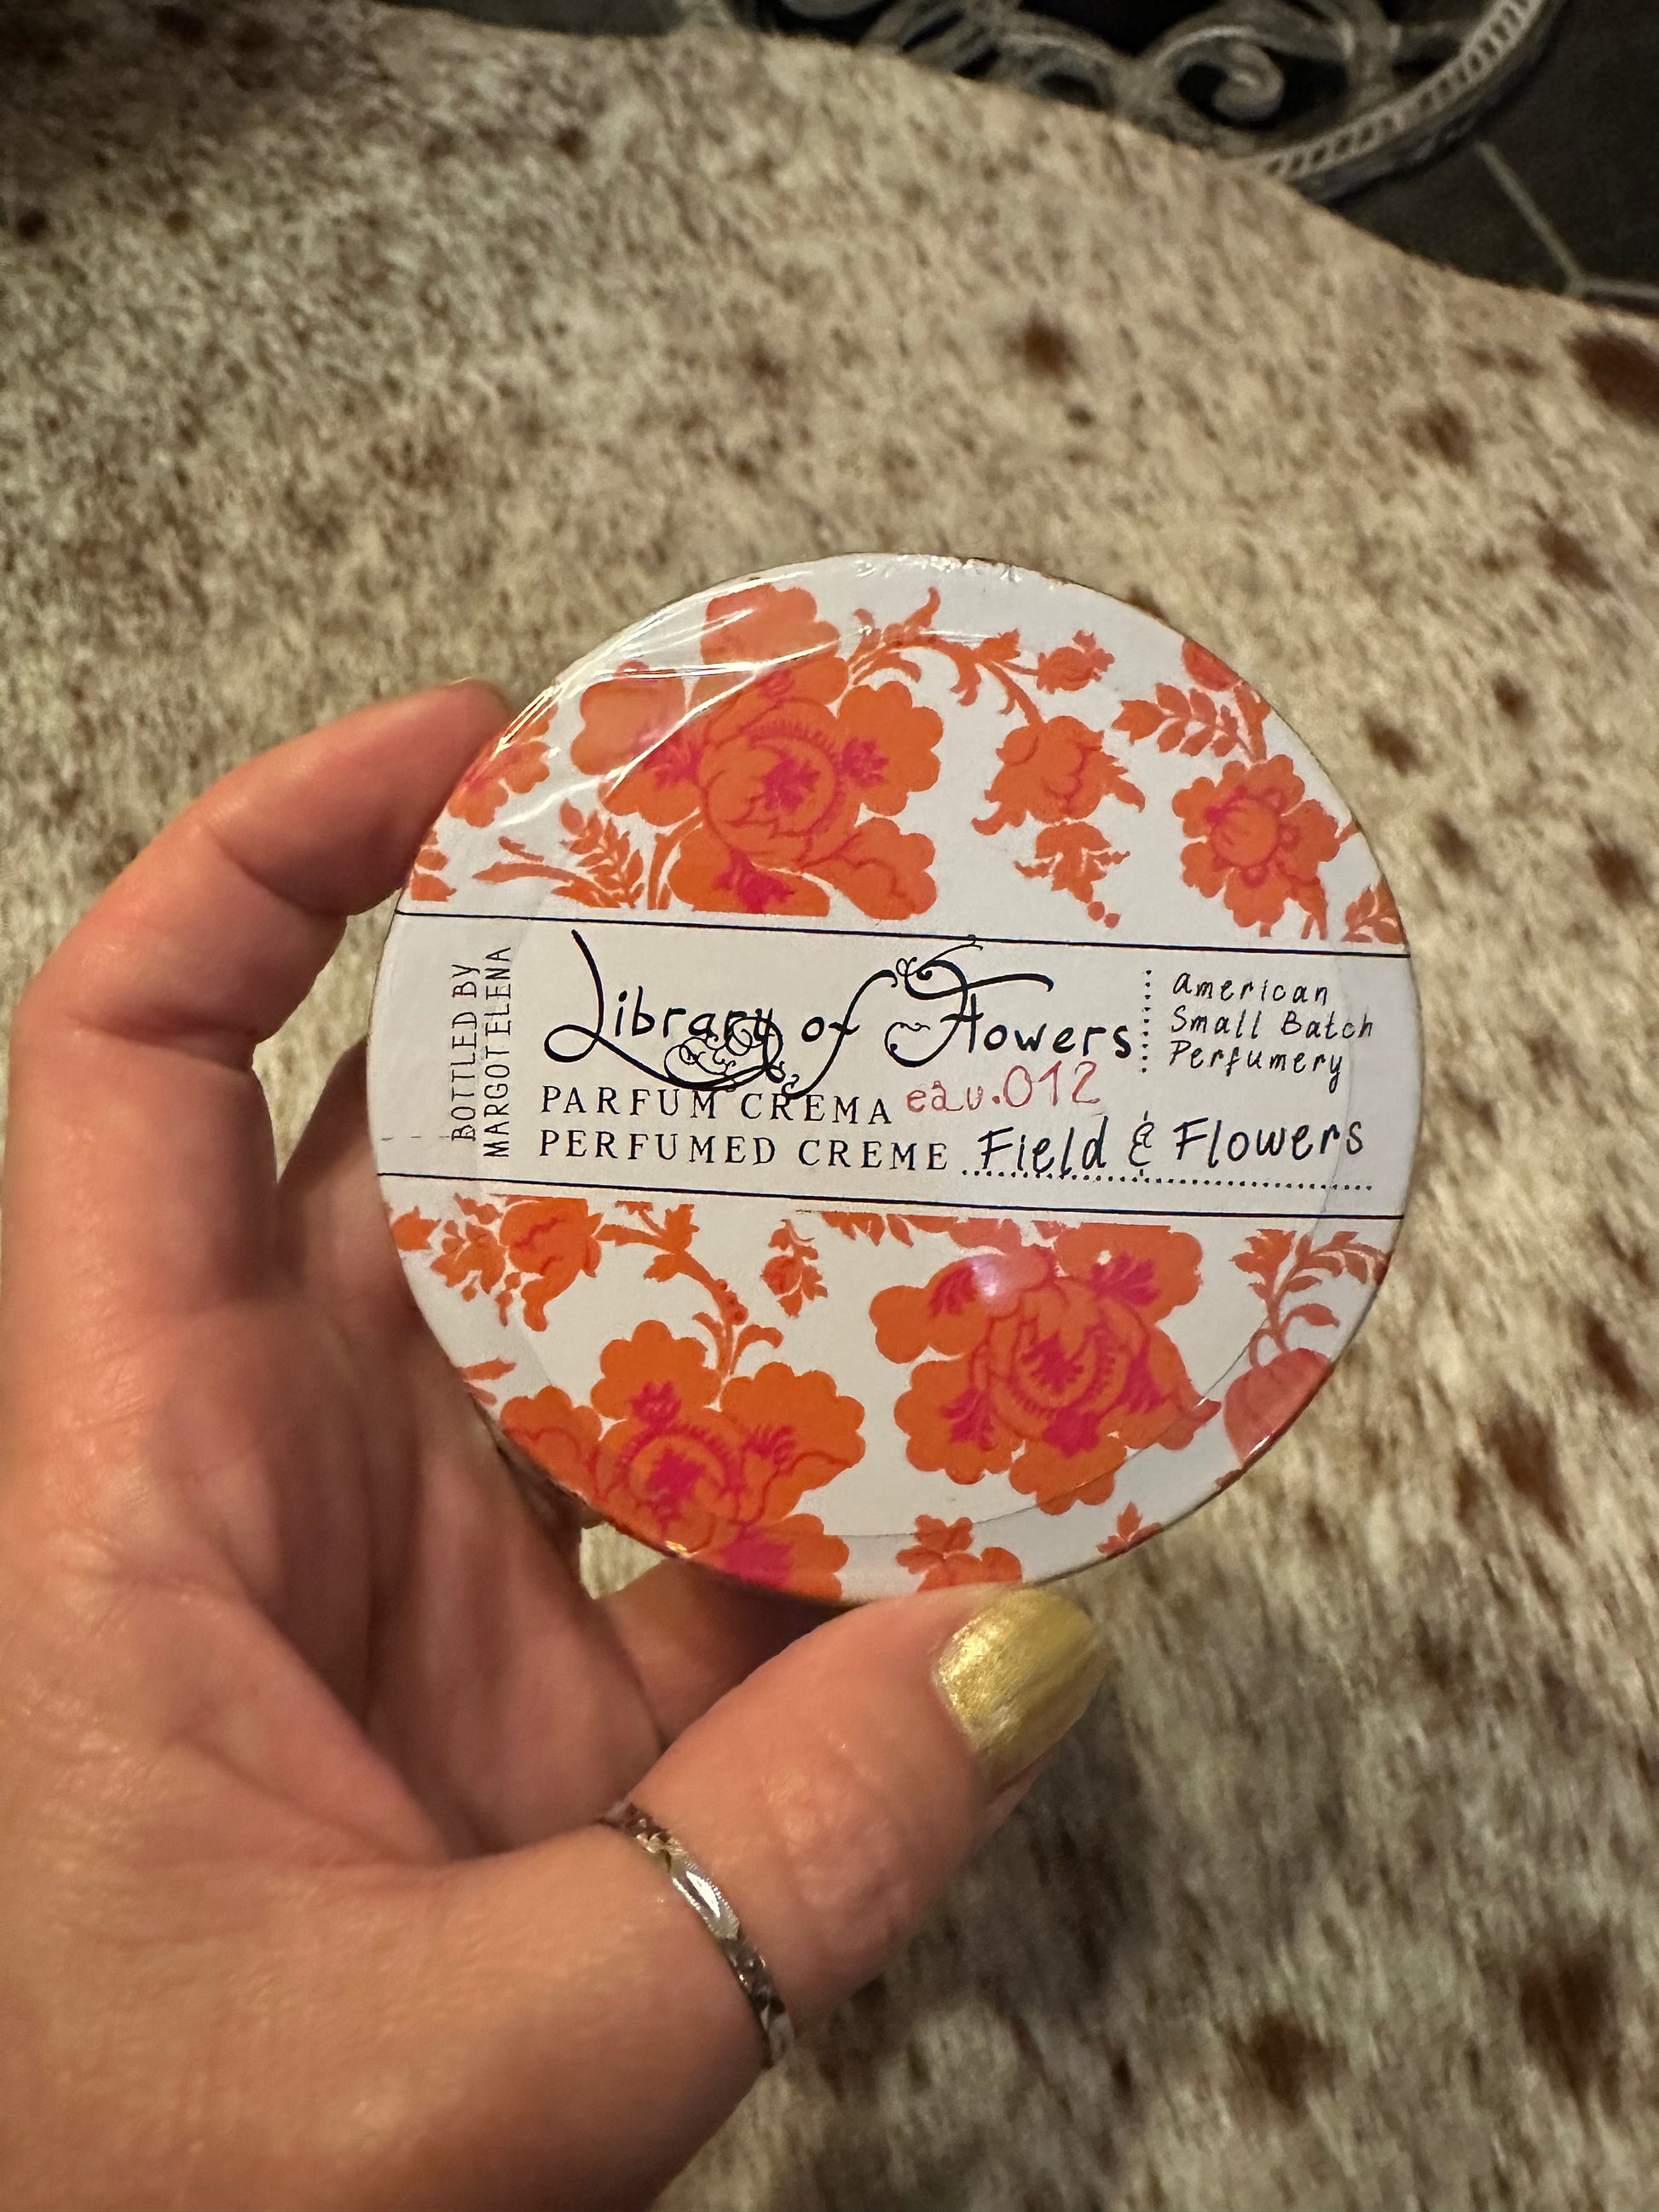 BOTTLED BY
MARGOT ELENA
Library of Flowers
american
Small Batch
Perfumery
PARFUM CREMA eau.012
PERFUMED CREME Field & Flowers